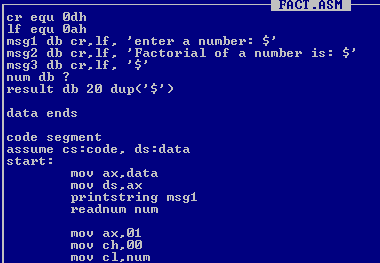 FACT.ASM
cr equ 0dh
lf equ 0ah
msg1 db cr,lf, 'enter a number: $'
msg2 db cr,lf, 'Factorial of a number is: $'
msg3 db cr,lf, '$'
num db ?
result db 20 dup('$')
data ends
code segment
assume cs:code, ds:data
start:
mov ax,data
mov ds,ax
printstring msg1
readnum num
mov ax,01
mov ch,00
mov cl,num